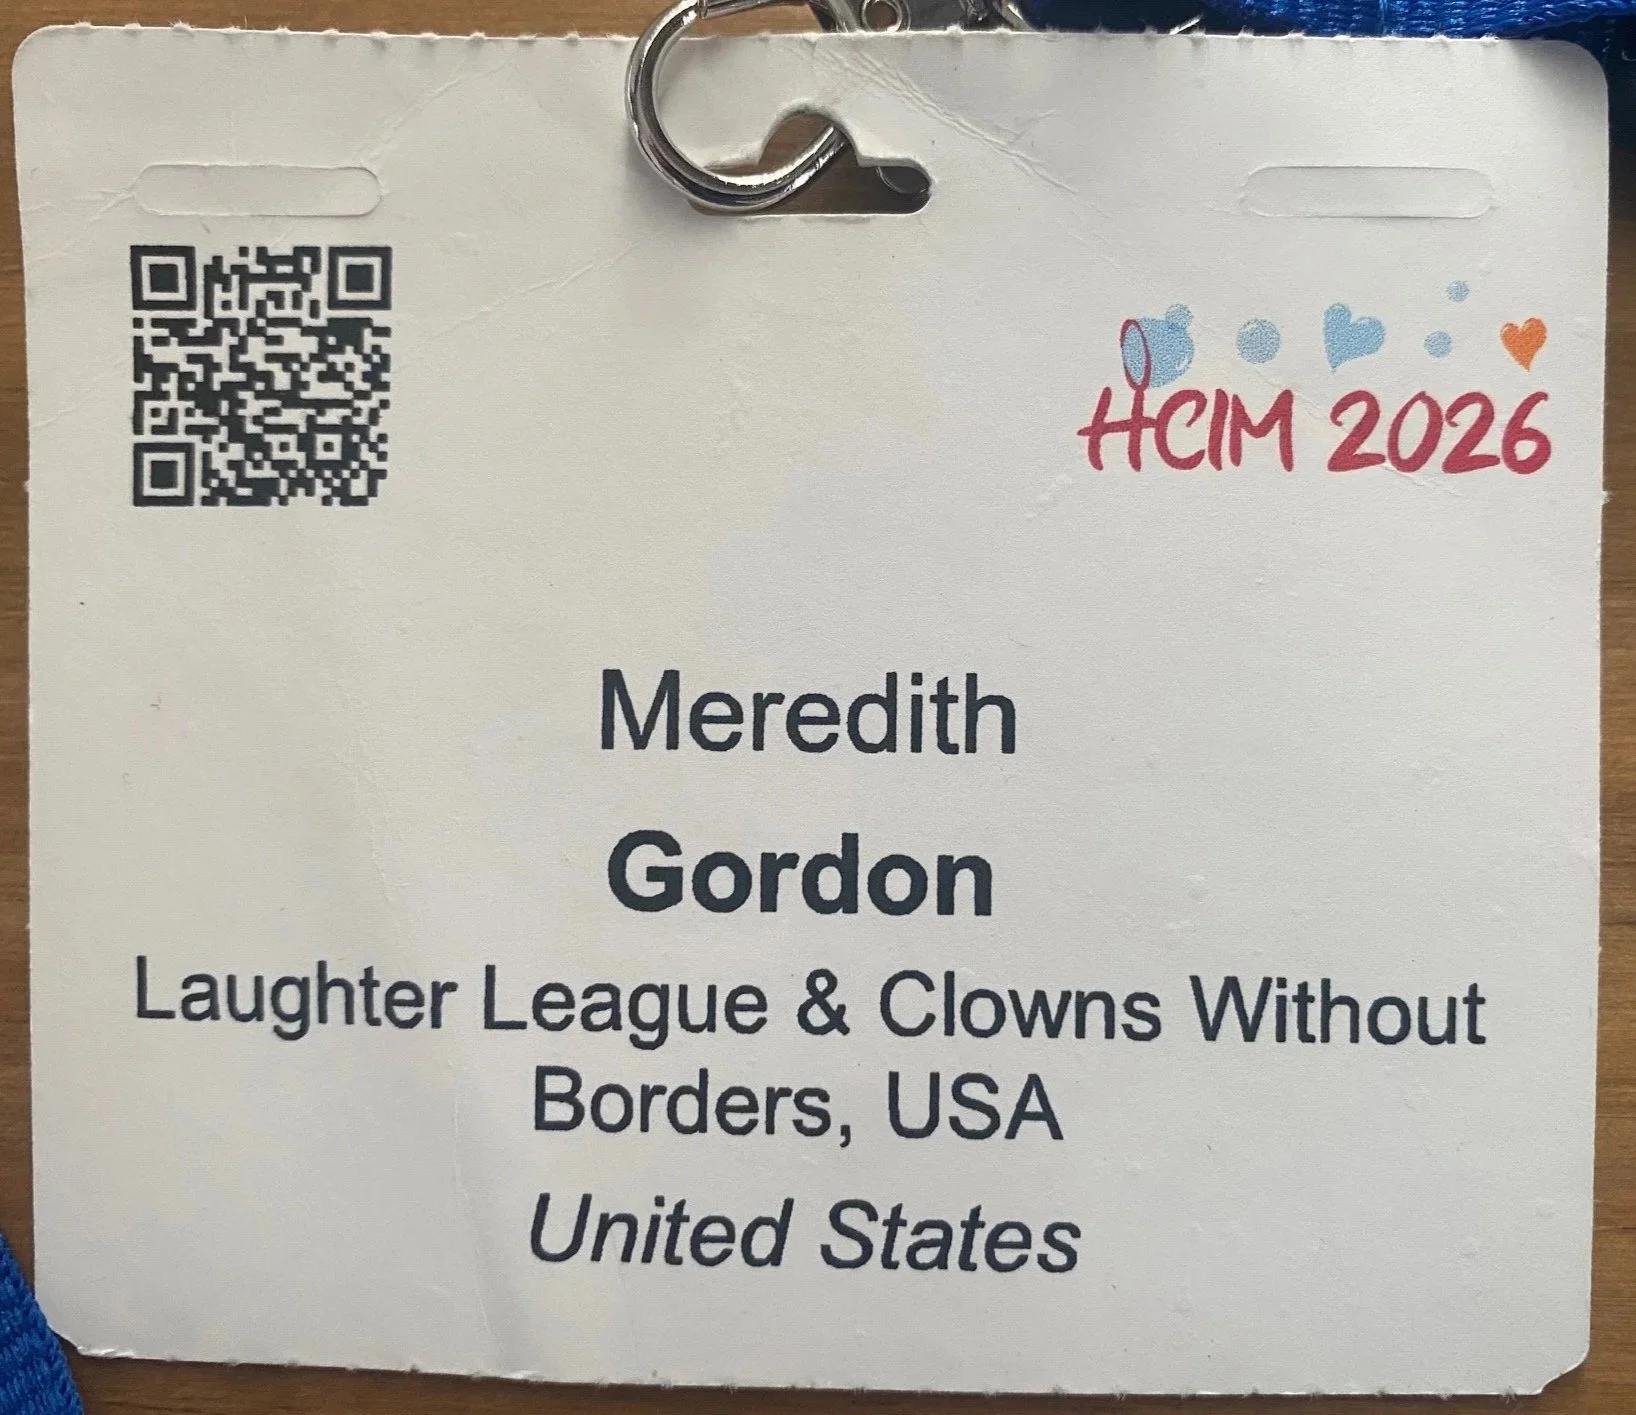 HCIM 2026
Meredith
Gordon
Laughter League & Clowns Without
Borders, USA
United States